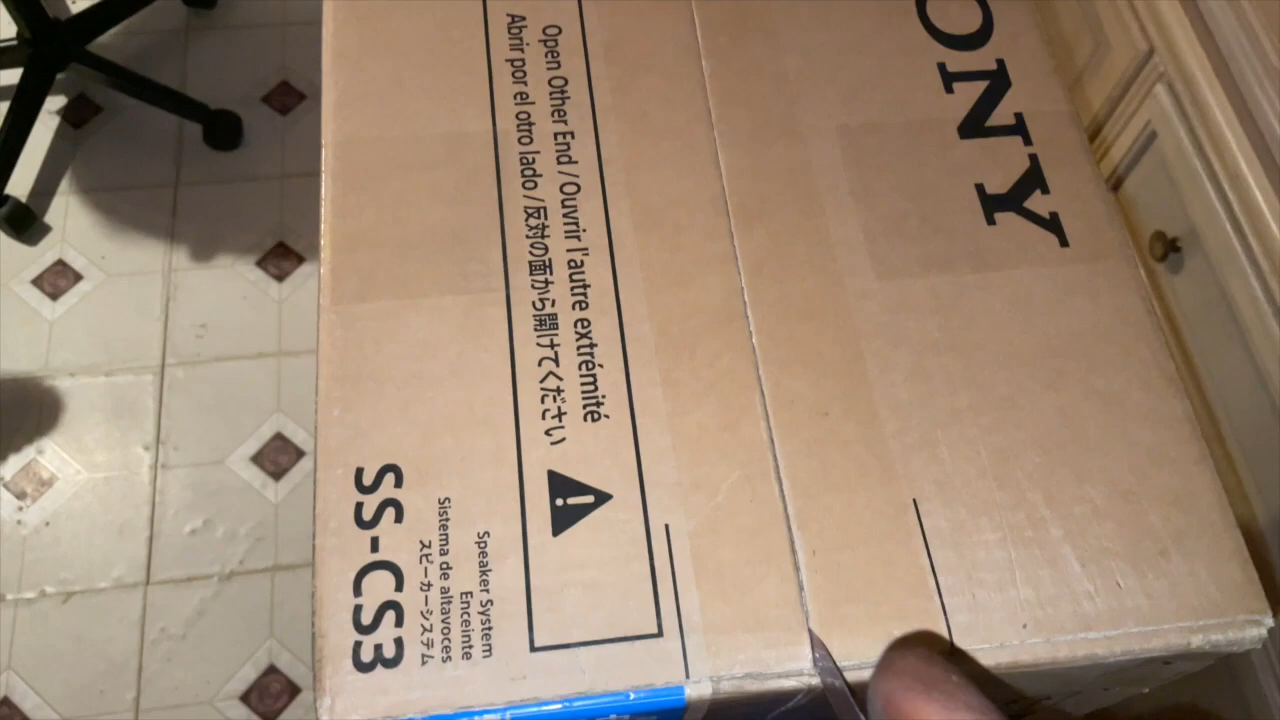 ONY
Open Other End / Ouvrir l'autre extrémité
Abrir por el otro lado / 反対の面から開けてください
Speaker System
Enceinte
Sistema de altavoces
スピーカーシステム
SS-CS3